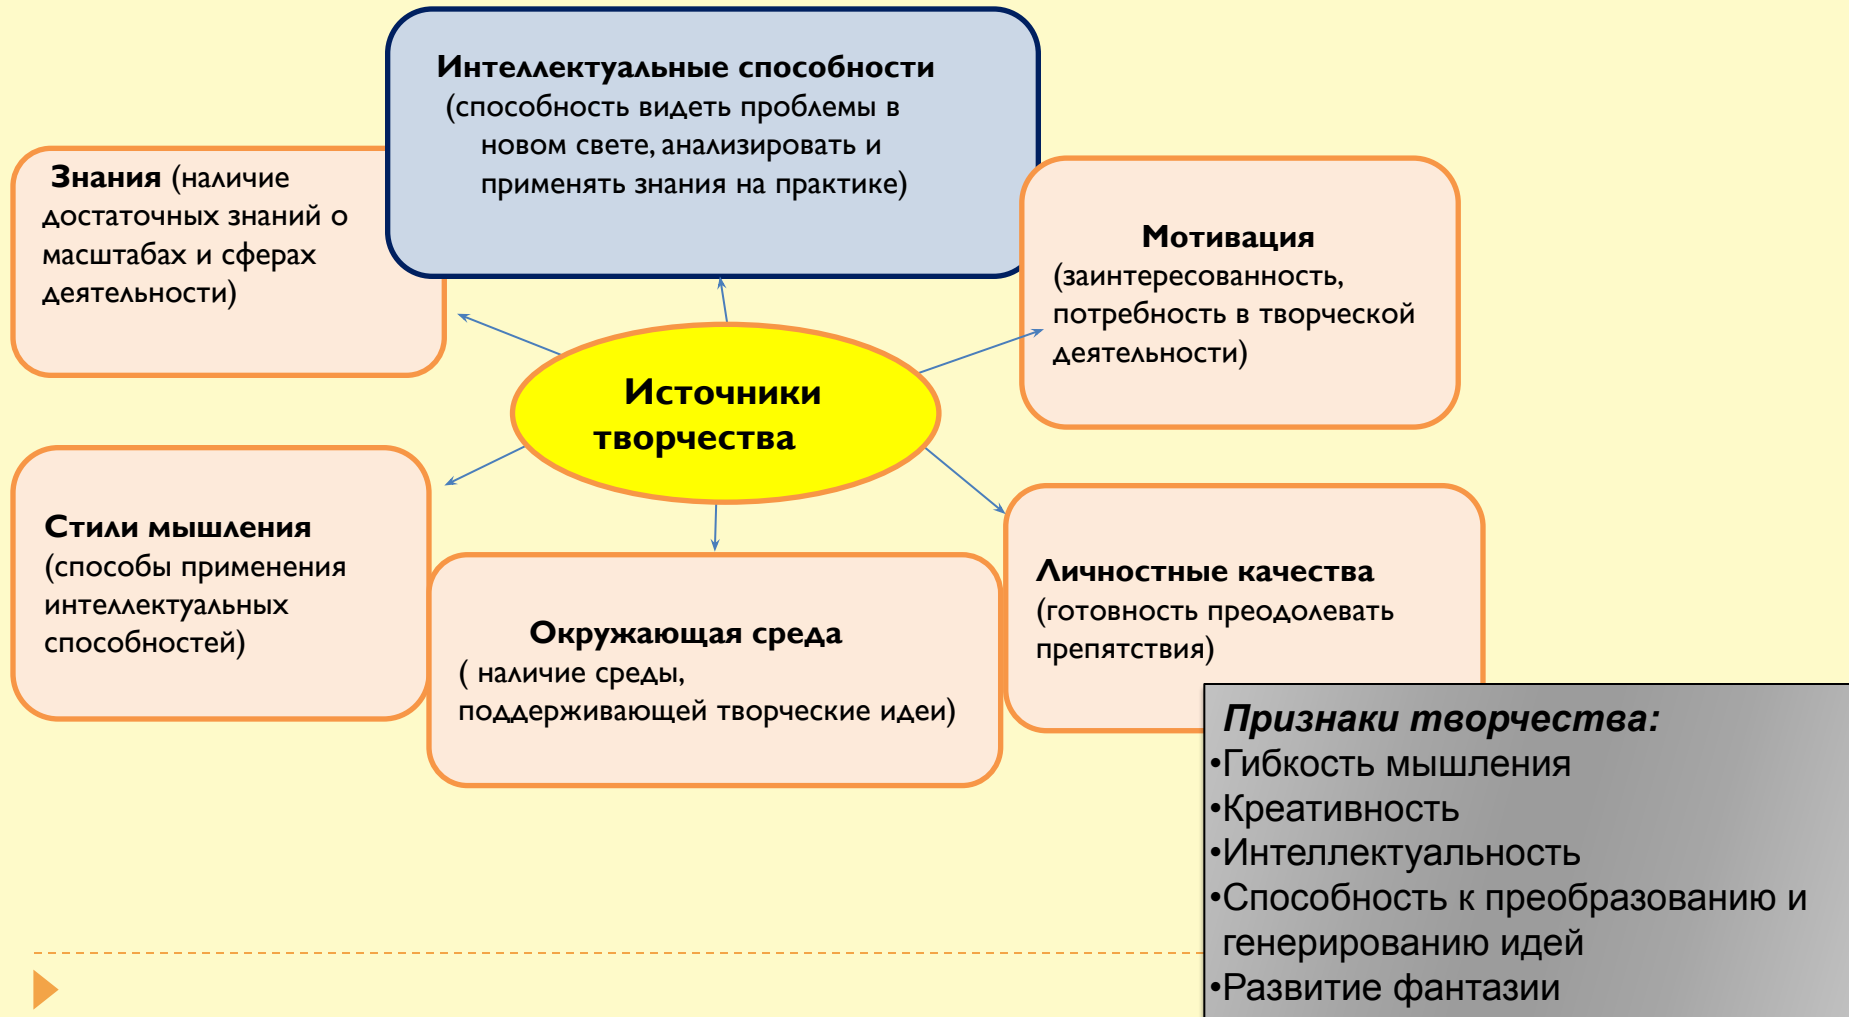 Интеллектуальные способности
(способность видеть проблемы в
новом свете, анализировать и
применять знания на практике)
Знания (наличие
достаточных знаний о
масштабах и сферах
деятельности)
Мотивация
(заинтересованность,
потребность в творческой
деятельности)
Источники
творчества
Стили мышления
(способы применения
интеллектуальных
способностей)
Окружающая среда
( наличие среды,
поддерживающей творческие идеи)
Личностные качества
(готовность преодолевать
препятствия)
Признаки творчества:
•Гибкость мышления
•Креативность
•Интеллектуальность
•Способность к преобразованию и
генерированию идей
•Развитие фантазии